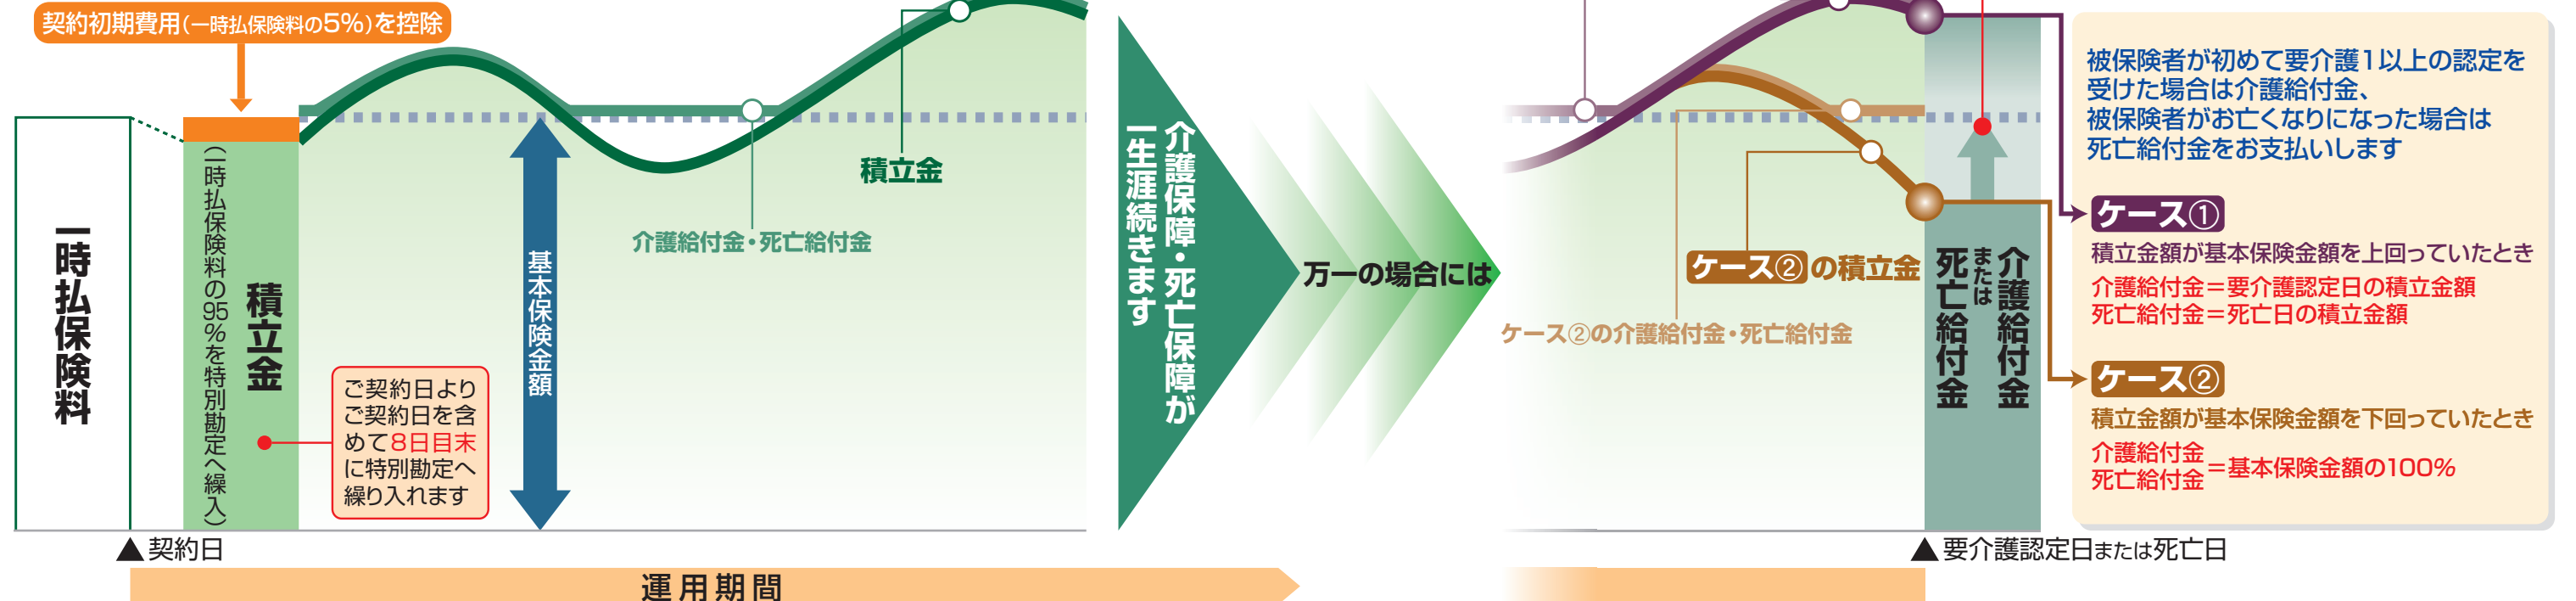 契約初期費用(一時払保険料の5%)を控除
一時払保険料
(一時払保険料の95%を特別勘定へ繰入)
積立金
ご契約日より
ご契約日を含
めて8日目末
に特別勘定へ
繰り入れます
基本保険金額
介護給付金・死亡給付金
積立金
介護保障・死亡保障が
一生涯続きます
万一の場合には
ケース②の積立金
ケース②の介護給付金・死亡給付金
介護給付金
または
死亡給付金
被保険者が初めて要介護1以上の認定を
受けた場合は介護給付金、
被保険者がお亡くなりになった場合は
死亡給付金をお支払いします
ケース①
積立金額が基本保険金額を上回っていたとき
介護給付金=要介護認定日の積立金額
死亡給付金=死亡日の積立金額
ケース②
積立金額が基本保険金額を下回っていたとき
介護給付金
死亡給付金
=基本保険金額の100%
▲契約日
▲要介護認定日または死亡日
運用期間